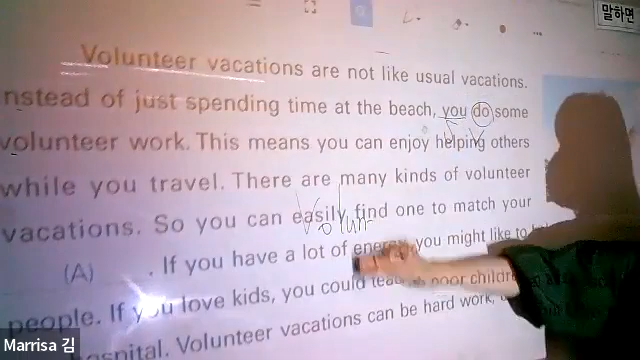 말하면
Volunteer vacations are not like usual vacations.
nstead of just spending time at the beach, you do some
volunteer work. This means you can enjoy helping others
while you travel. There are many kinds of volunteer
vacations. So you can easily find one to match your
(A) . If you have a lot of energy, you might like to
people. If you love kids, you could poor
hospital. Volunteer vacations can be hard work,
Marrisa 김